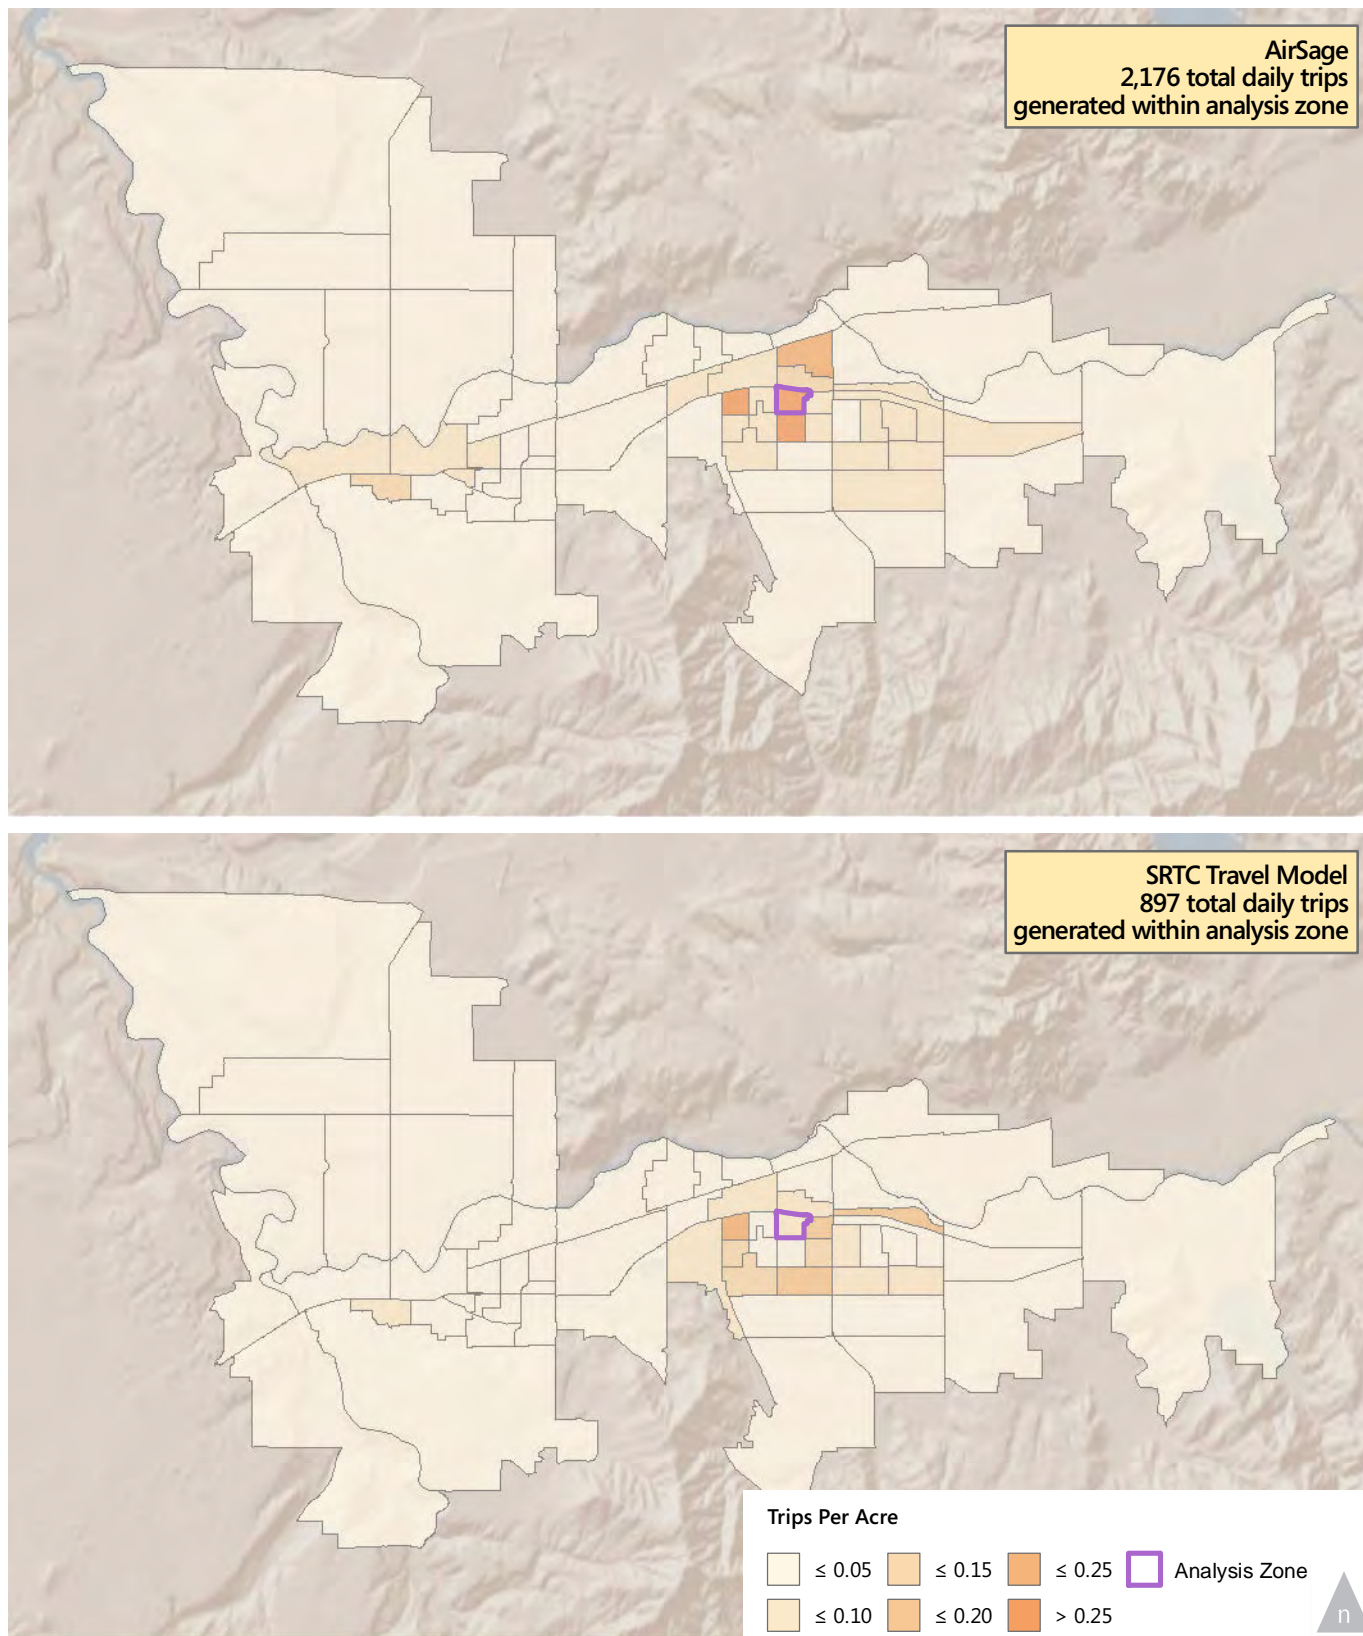 AirSage
2,176 total daily trips
generated within analysis zone
SRTC Travel Model
897 total daily trips
generated within analysis zone
Trips Per Acre
≤ 0.05
≤ 0.15
≤ 0.25
Analysis Zone
≤ 0.10
≤ 0.20
> 0.25
n